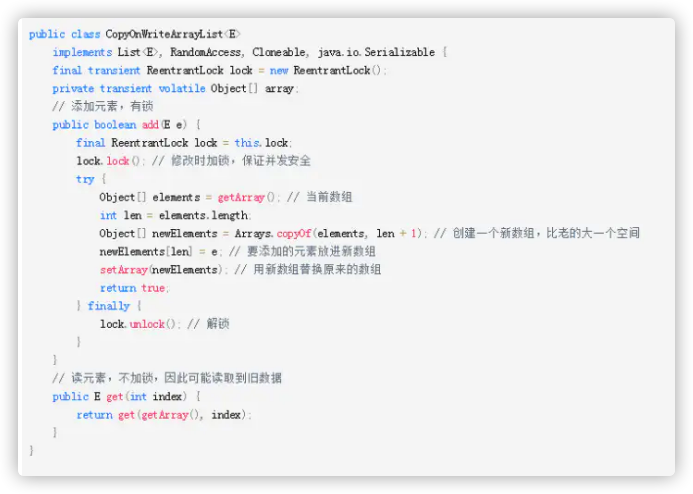 public class CopyOnWriteArrayList<E>
    implements List<E>, RandomAccess, Cloneable, java.io.Serializable {
    final transient ReentrantLock lock = new ReentrantLock();
    private transient volatile Object[] array;
    // 添加元素，有锁
    public boolean add(E e) {
        final ReentrantLock lock = this.lock;
        lock.lock(); // 修改时加锁，保证并发安全
        try {
            Object[] elements = getArray(); // 当前数组
            int len = elements.length;
            Object[] newElements = Arrays.copyOf(elements, len + 1); // 创建一个新数组，比老的大一个空间
            newElements[len] = e; // 要添加的元素放进新数组
            setArray(newElements); // 用新数组替换原来的数组
            return true;
        } finally {
            lock.unlock(); // 解锁
        }
    }
    // 读元素，不加锁，因此可能读取到旧数据
    public E get(int index) {
        return get(getArray(), index);
    }
}